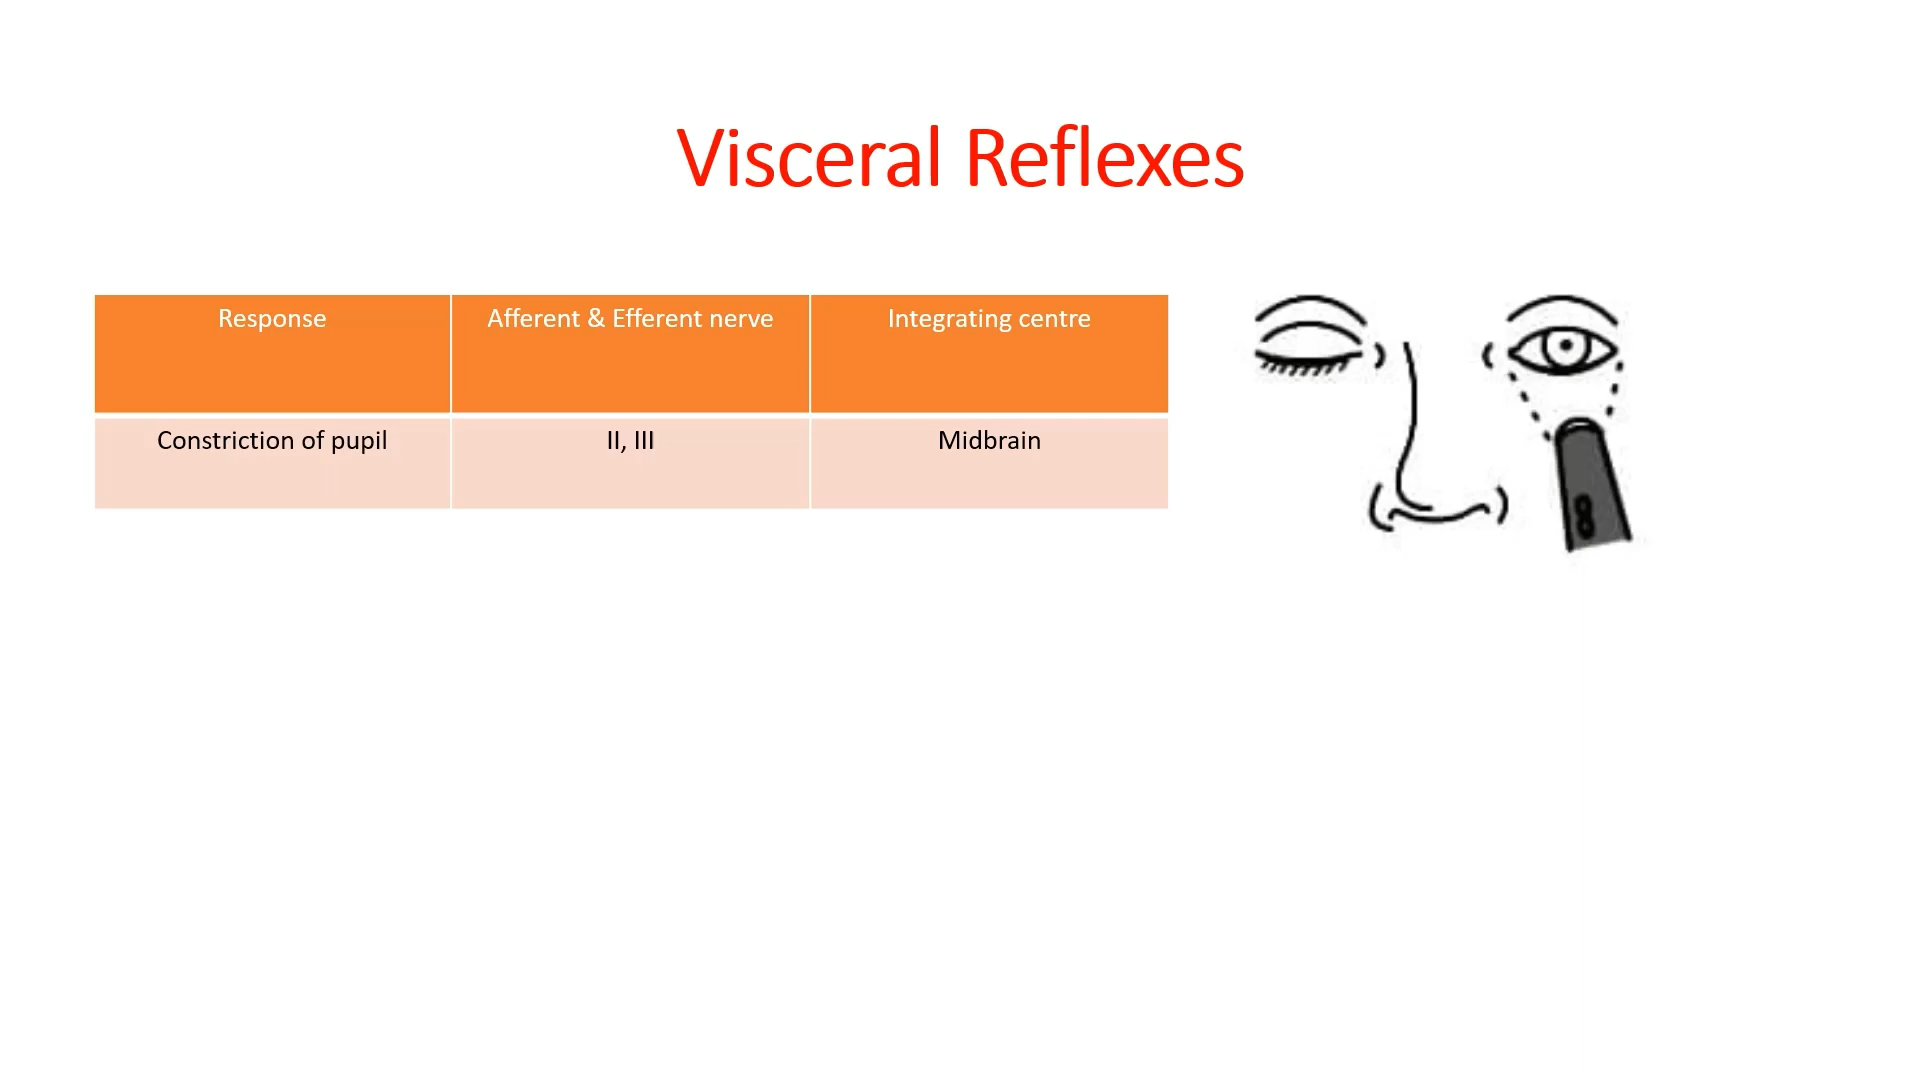 Visceral Reflexes
Response
Afferent & Efferent nerve
Integrating centre
Constriction of pupil
II, III
Midbrain